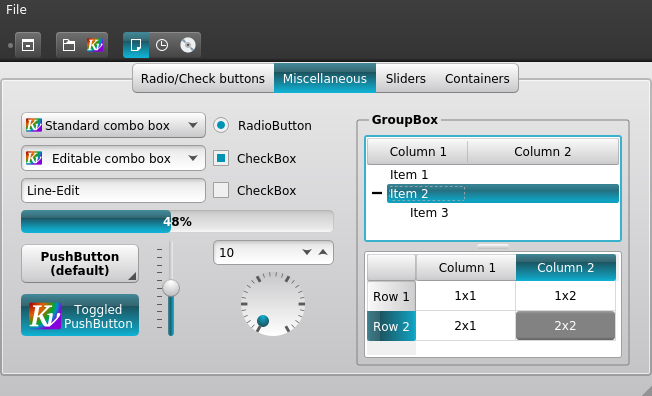 File
Radio/Check buttons
Miscellaneous
Sliders
Containers
Standard combo box
RadioButton
Editable combo box
CheckBox
Line-Edit
CheckBox
48%
PushButton
(default)
10
Toggled
PushButton
GroupBox
Column 1
Column 2
Item 1
Item 2
Item 3
Column 1
Column 2
Row 1
1x1
1x2
Row 2
2x1
2x2